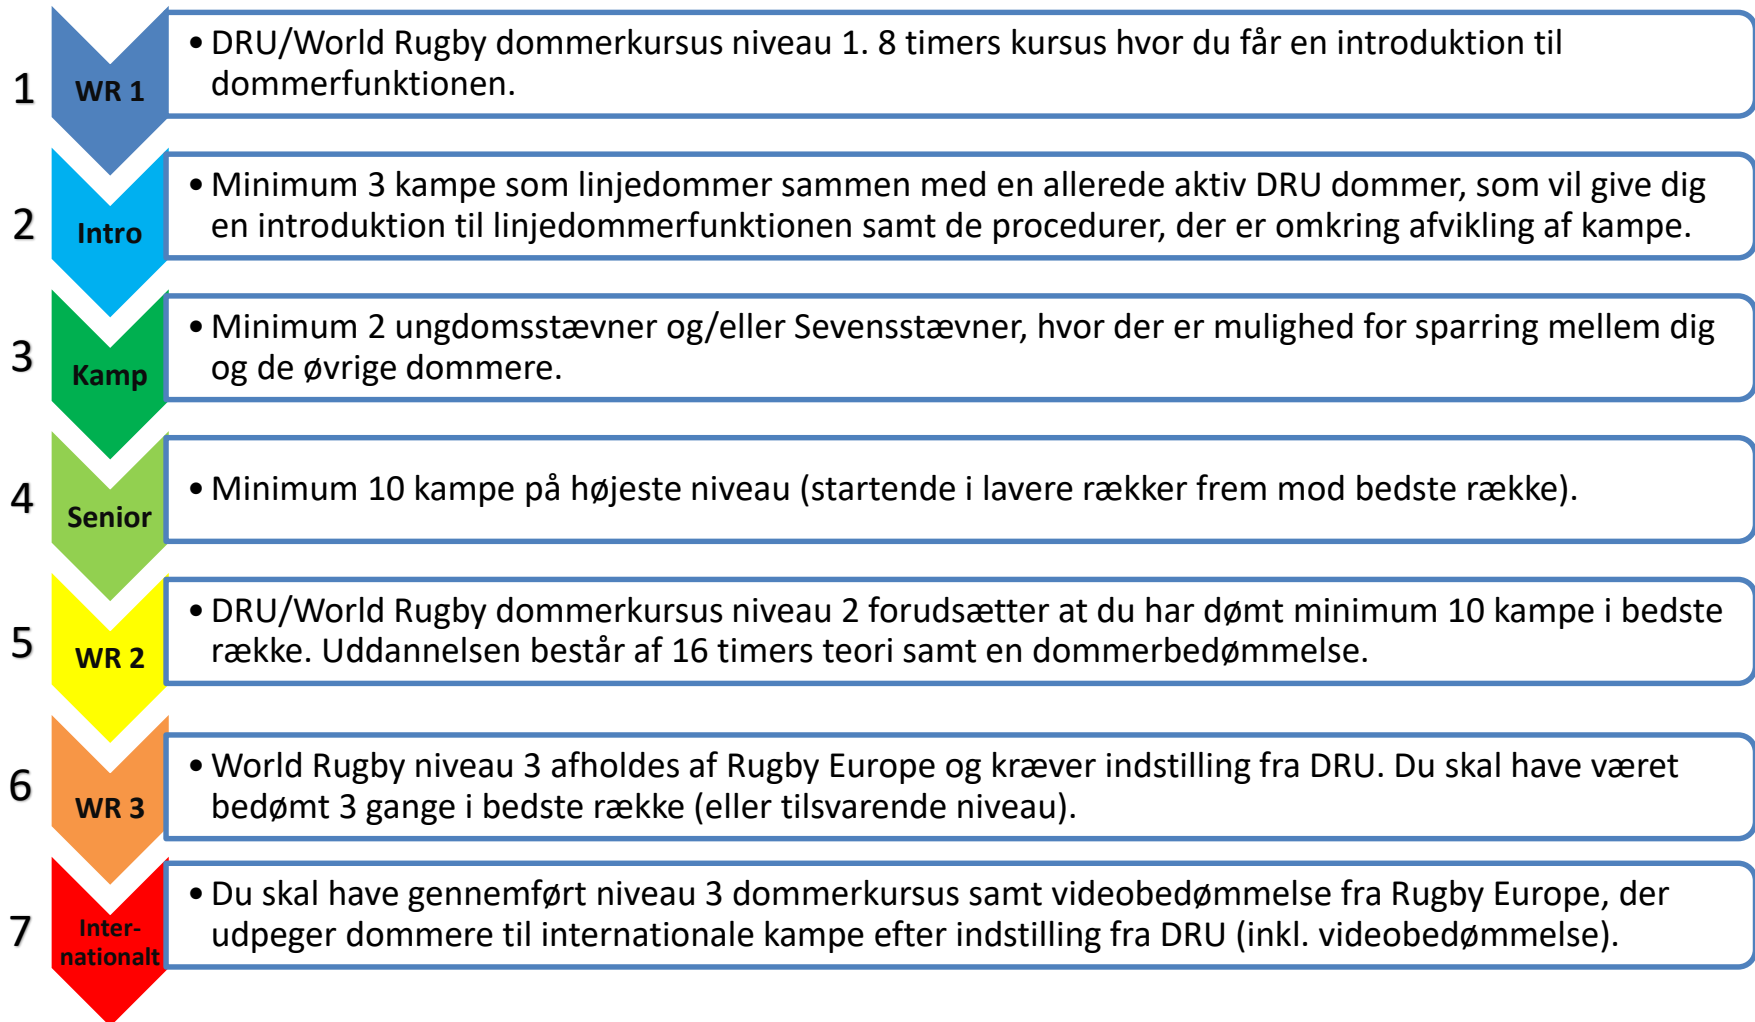 1
WR 1
• DRU/World Rugby dommerkursus niveau 1. 8 timers kursus hvor du får en introduktion til
dommerfunktionen.
2
Intro
• Minimum 3 kampe som linjedommer sammen med en allerede aktiv DRU dommer, som vil give dig
en introduktion til linjedommerfunktionen samt de procedurer, der er omkring afvikling af kampe.
3
Kamp
• Minimum 2 ungdomsstævner og/eller Sevensstævner, hvor der er mulighed for sparring mellem dig
og de øvrige dommere.
4
Senior
• Minimum 10 kampe på højeste niveau (startende i lavere rækker frem mod bedste række).
5
WR 2
• DRU/World Rugby dommerkursus niveau 2 forudsætter at du har dømt minimum 10 kampe i bedste
række. Uddannelsen består af 16 timers teori samt en dommerbedømmelse.
6
WR 3
• World Rugby niveau 3 afholdes af Rugby Europe og kræver indstilling fra DRU. Du skal have været
bedømt 3 gange i bedste række (eller tilsvarende niveau).
7
Inter-
nationalt
• Du skal have gennemført niveau 3 dommerkursus samt videobedømmelse fra Rugby Europe, der
udpeger dommere til internationale kampe efter indstilling fra DRU (inkl. videobedømmelse).